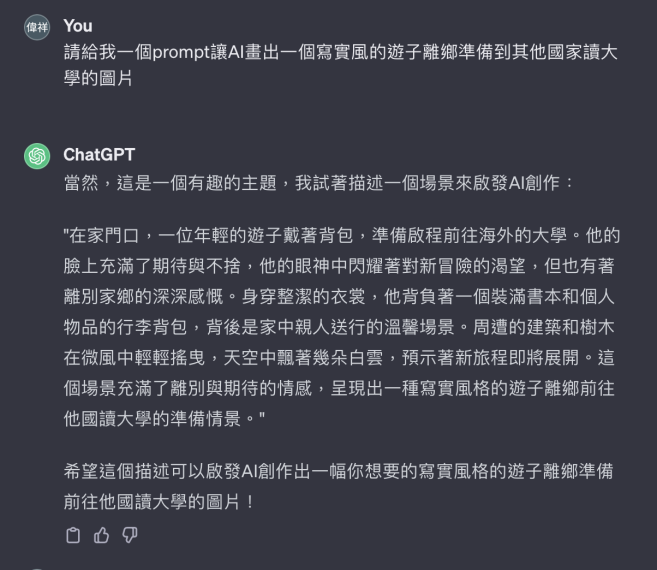 偉祥
You
請給我一個prompt讓AI畫出一個寫實風的遊子離鄉準備到其他國家讀大
學的圖片
ChatGPT
當然，這是一個有趣的主題，我試著描述一個場景來啟發AI創作：
"在家門口，一位年輕的遊子戴著背包，準備啟程前往海外的大學。他的
臉上充滿了期待與不捨，他的眼神中閃耀著對新冒險的渴望，但也有著
離別家鄉的深深感慨。身穿整潔的衣裳，他背負著一個裝滿書本和個人
物品的行李背包，背後是家中親人送行的溫馨場景。周遭的建築和樹木
在微風中輕輕搖曳，天空中飄著幾朵白雲，預示著新旅程即將展開。這
個場景充滿了離別與期待的情感，呈現出一種寫實風格的遊子離鄉前往
他國讀大學的準備情景。"
希望這個描述可以啟發AI創作出一幅你想要的寫實風格的遊子離鄉準備
前往他國讀大學的圖片！